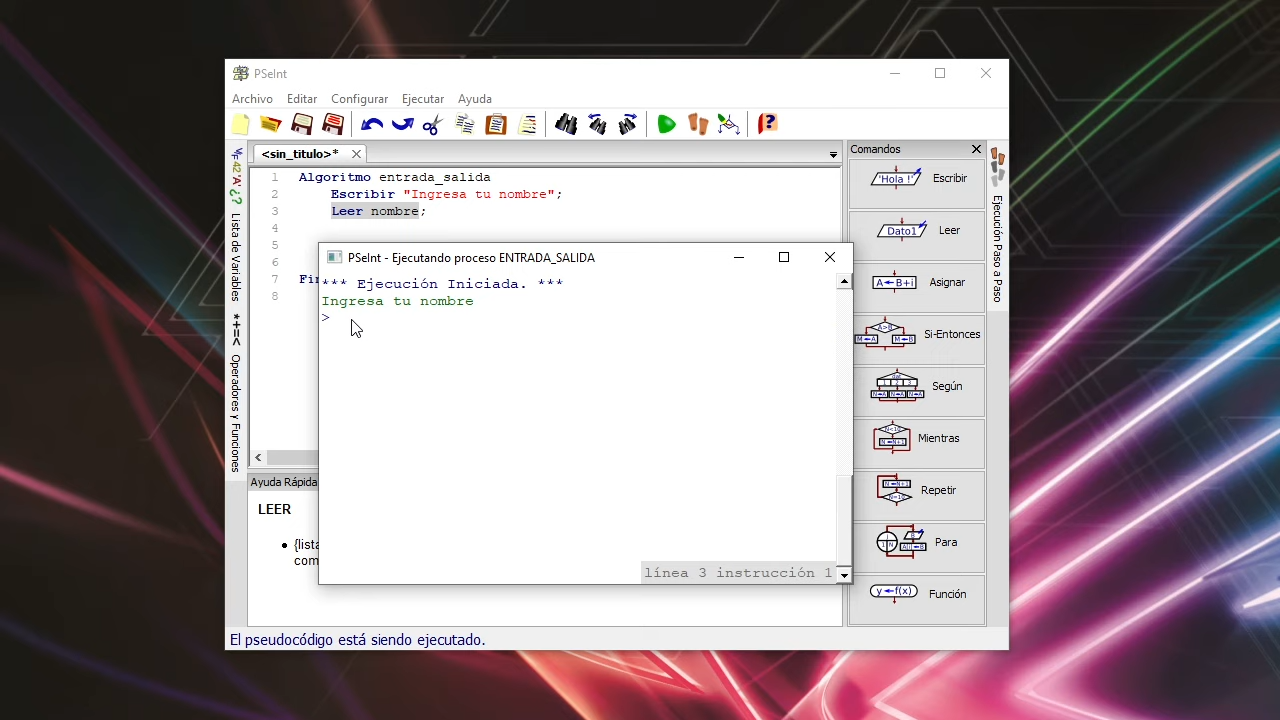 PSeInt
Archivo Editar Configurar Ejecutar Ayuda
<sin_titulo>*
Lista de Variables
Operadores y Funciones
1 Algoritmo entrada_salida
2 Escribir "Ingresa tu nombre";
3 Leer nombre;
4
5
6
7 Fin
8
PSeInt - Ejecutando proceso ENTRADA_SALIDA
*** Ejecución Iniciada. ***
Ingresa tu nombre
>
línea 3 instrucción 1
Ayuda Rápida
LEER
{lista
com
El pseudocódigo está siendo ejecutado.
Comandos
'Hola !' Escribir
Dato1 Leer
A←B+i Asignar
Si-Entonces
Según
Mientras
Repetir
Para
y←f(x) Función
Ejecución Paso a Paso